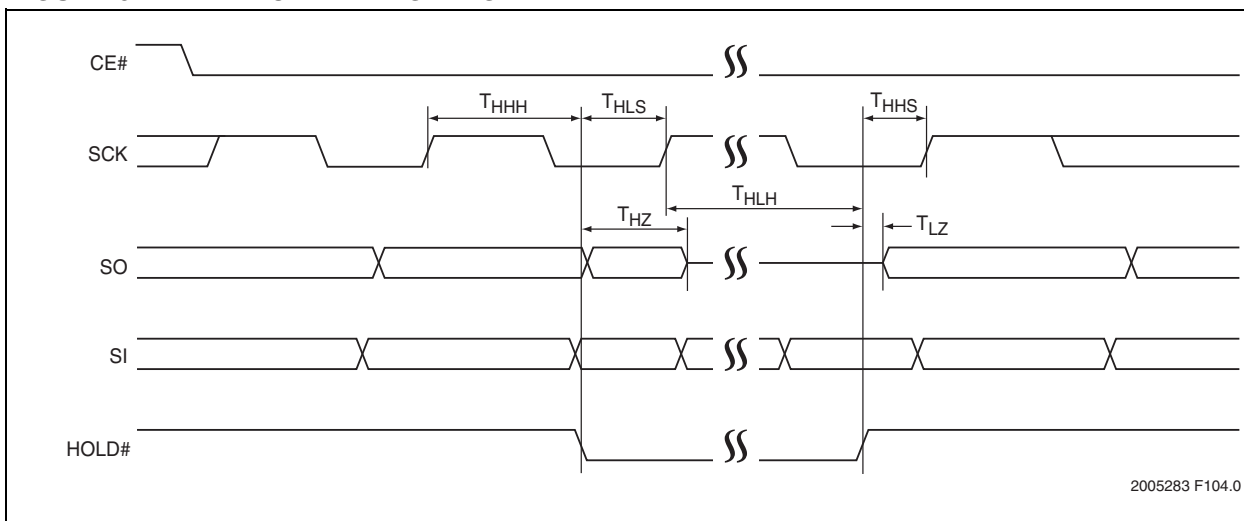 CE#
THHH
THLS
THHS
SCK
THLH
THZ
TLZ
SO
SI
HOLD#
2005283 F104.0